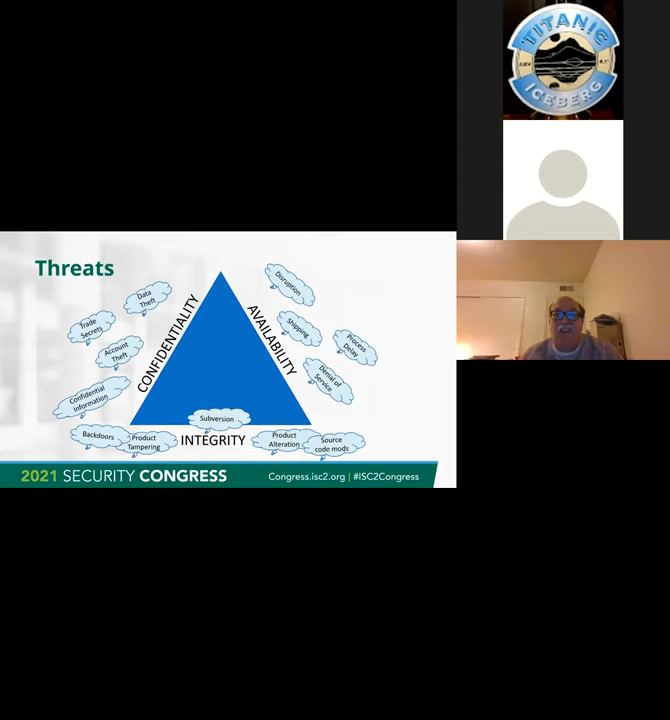 TITANIC
ICEBERG
Threats
Data
Theft
Trade
Secrets
Account
Theft
Confidential
Information
CONFIDENTIALITY
Disruption
Shipping
Process
Delay
Denial of
Service
AVAILABILITY
Subversion
Backdoors
Product
Tampering
INTEGRITY
Product
Alteration
Source
code mods
2021 SECURITY CONGRESS
Congress.isc2.org | #ISC2Congress